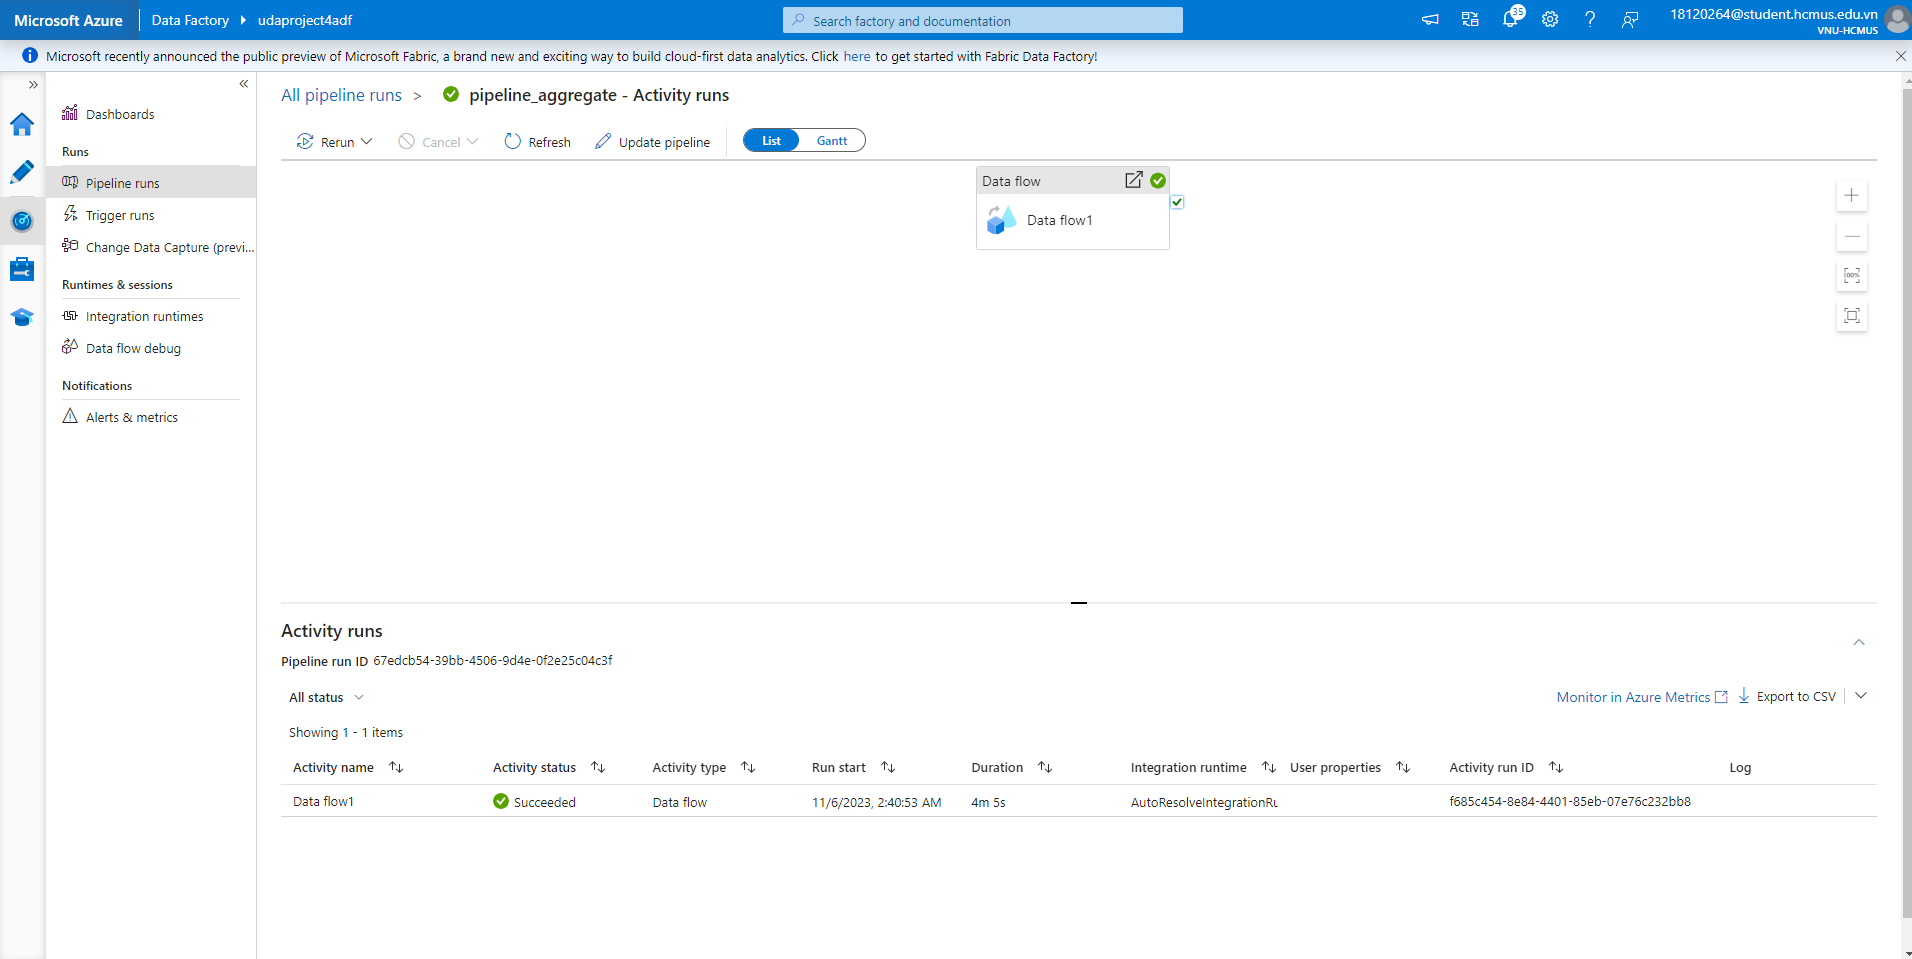 Microsoft Azure
Data Factory
udaproject4adf
Search factory and documentation
35
18120264@student.hcmus.edu.vn
VNU-HCMUS
Microsoft recently announced the public preview of Microsoft Fabric, a brand new and exciting way to build cloud-first data analytics. Click here to get started with Fabric Data Factory!
Dashboards
Runs
Pipeline runs
Trigger runs
Change Data Capture (previ...
Runtimes & sessions
Integration runtimes
Data flow debug
Notifications
Alerts & metrics
All pipeline runs > pipeline_aggregate - Activity runs
Rerun
Cancel
Refresh
Update pipeline
List
Gantt
Data flow
Data flow1
100%
Activity runs
Pipeline run ID 67edcb54-39bb-4506-9d4e-0f2e25c04c3f
All status
Monitor in Azure Metrics
Export to CSV
Showing 1 - 1 items
Activity name Activity status Activity type Run start Duration Integration runtime User properties Activity run ID Log
Data flow1 Succeeded Data flow 11/6/2023, 2:40:53 AM 4m 5s AutoResolveIntegrationRu f685c454-8e84-4401-85eb-07e76c232bb8